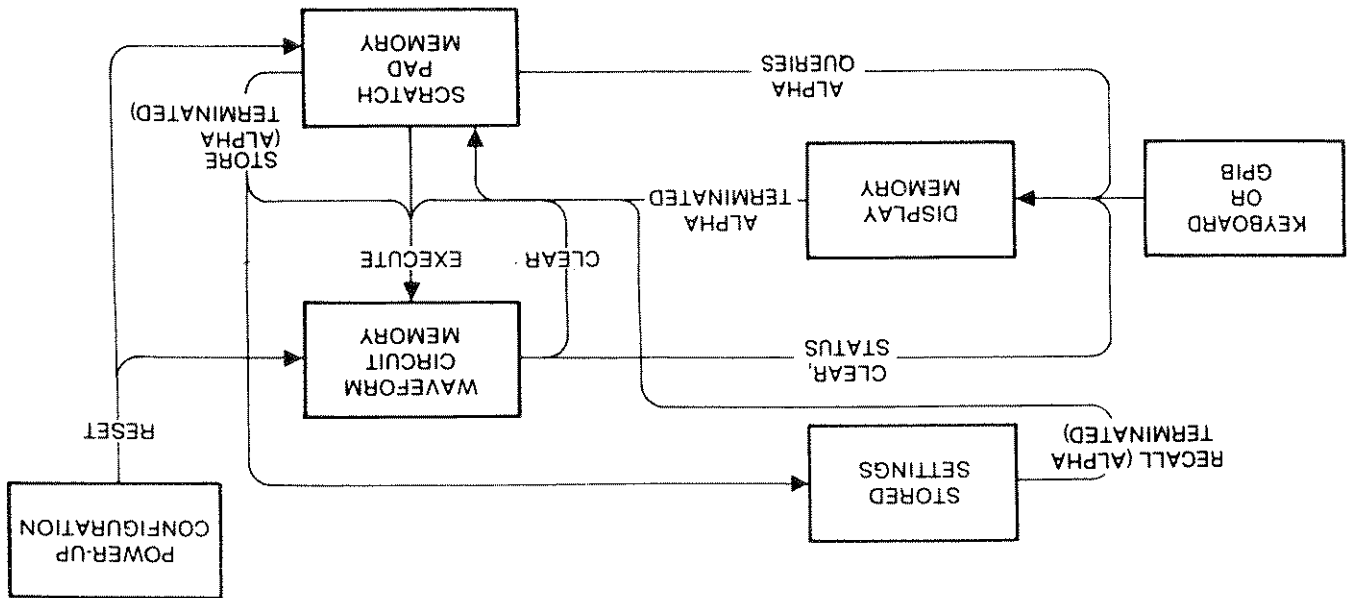 POWER-UP
CONFIGURATION
STORED
SETTINGS
RECALL (ALPHA
TERMINATED)
RESET
CLEAR,
STATUS
WAVEFORM
CIRCUIT
MEMORY
CLEAR
EXECUTE
KEYBOARD
OR
GPIB
DISPLAY
MEMORY
ALPHA
TERMINATED
STORE
(ALPHA
TERMINATED)
ALPHA
QUERIES
SCRATCH
PAD
MEMORY